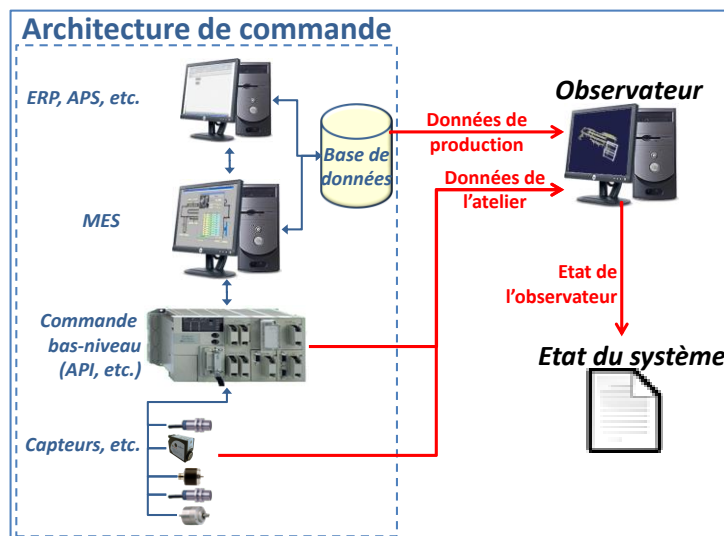 Architecture de commande
ERP, APS, etc.
Base de
données
MES
Commande
bas-niveau
(API, etc.)
Capteurs, etc.
Données de
production
Données de
l'atelier
Observateur
Etat de
l'observateur
Etat du système